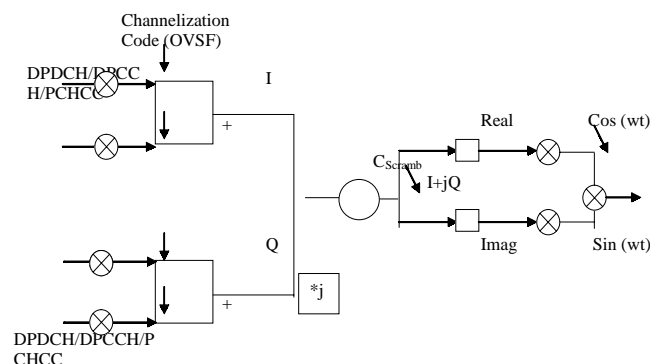 Channelization
Code (OVSF)
DPDCH/DPCC
H/PCHCC
I
+
Real
Cos (wt)
CScramb
I+jQ
Q
Imag
Sin (wt)
*j
+
DPDCH/DPCCH/P
CHCC